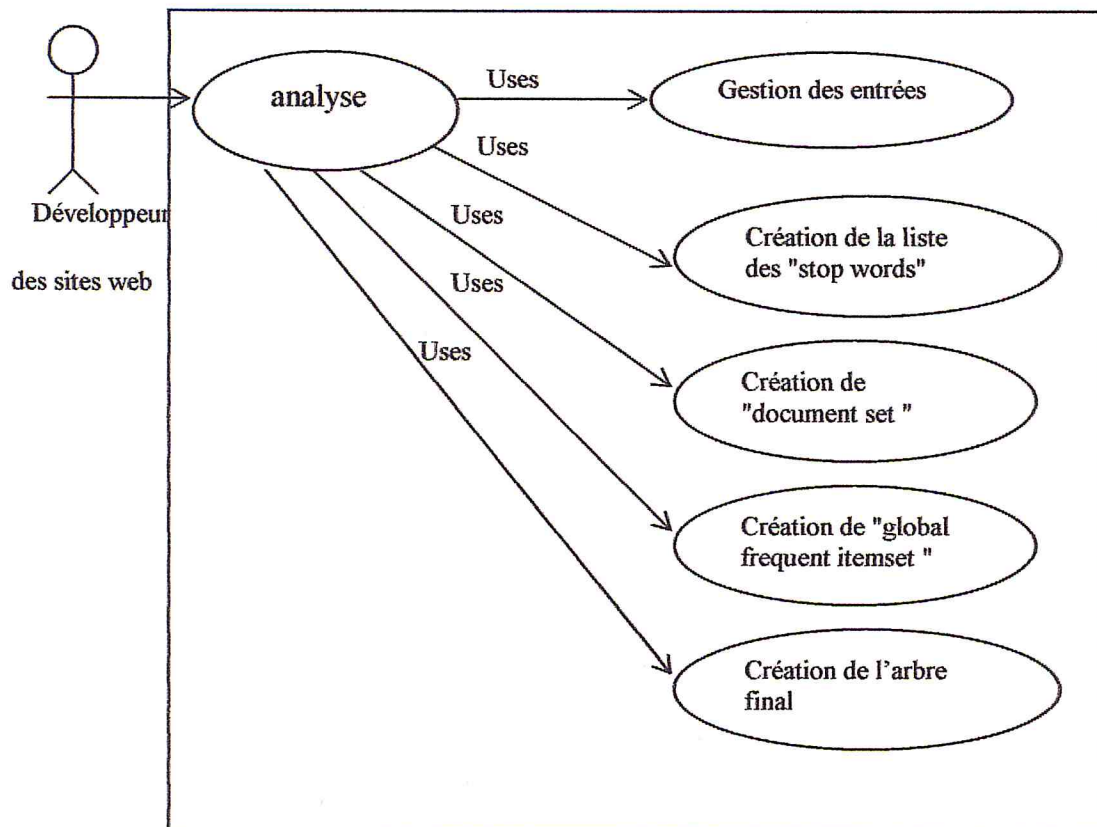 analyse
Uses
Gestion des entrées
Uses
Développeur
des sites web
Uses
Création de la liste
des "stop words"
Uses
Création de
"document set "
Uses
Création de "global
frequent itemset "
Création de l'arbre
final